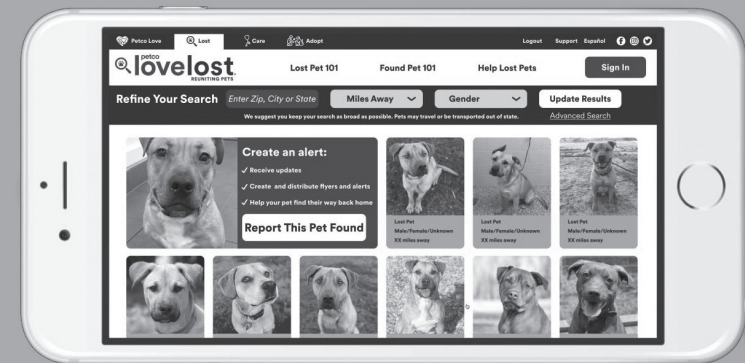 Petco Love
Lost
Care
Adopt
Logout
Support
Español
petco
lovelost
REUNITING PETS
Lost Pet 101
Found Pet 101
Help Lost Pets
Sign In
Refine Your Search
Enter Zip, City or State
Miles Away
Gender
Update Results
We suggest you keep your search as broad as possible. Pets may travel or be transported out of state.
Advanced Search
Create an alert:
✓ Receive updates
✓ Create and distribute flyers and alerts
✓ Help your pet find their way back home
Report This Pet Found
Lost Pet
Male/Female/Unknown
XX miles away
Lost Pet
Male/Female/Unknown
XX miles away
Lost Pet
Male/Female/Unknown
XX miles away